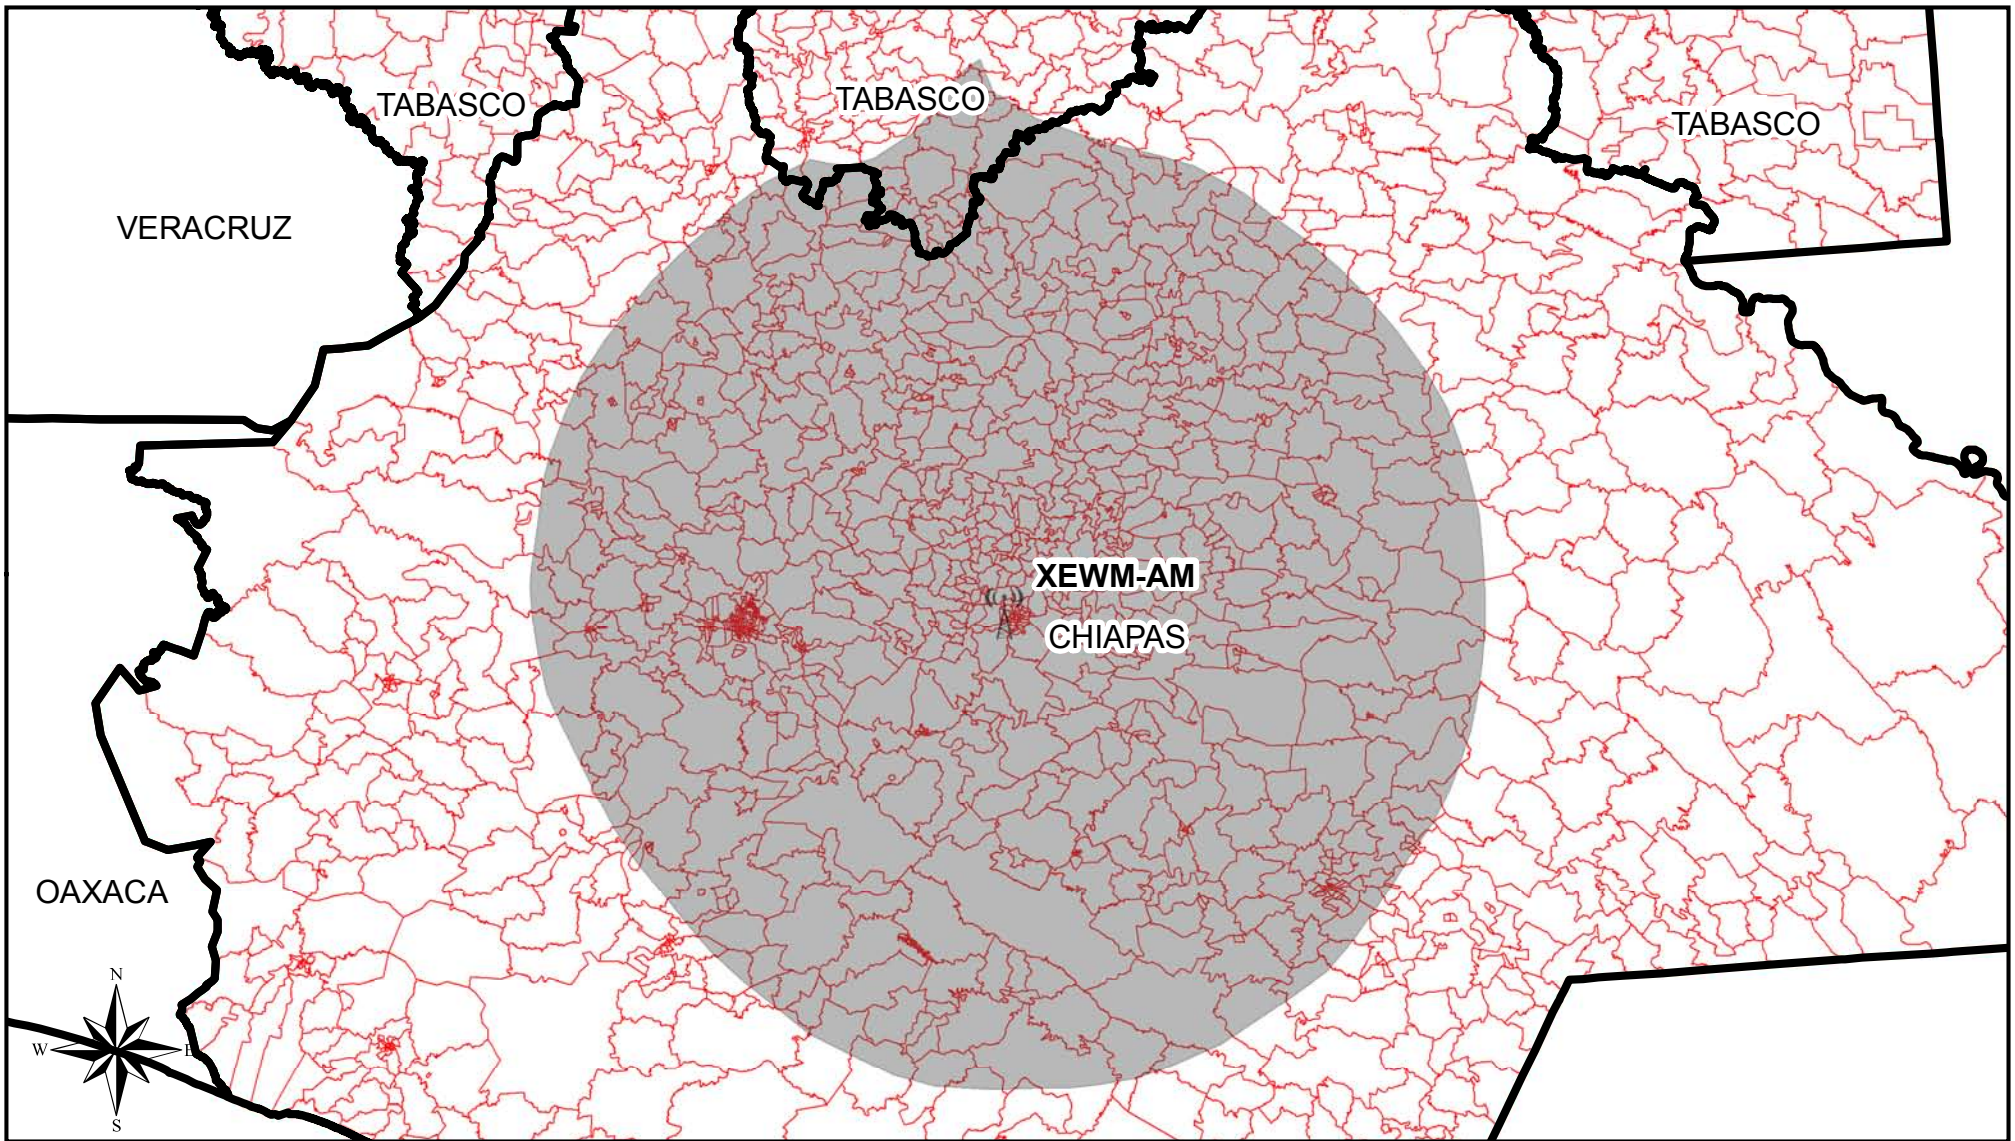 TABASCO
TABASCO
TABASCO
VERACRUZ
XEWM-AM
CHIAPAS
OAXACA
N
W
E
S